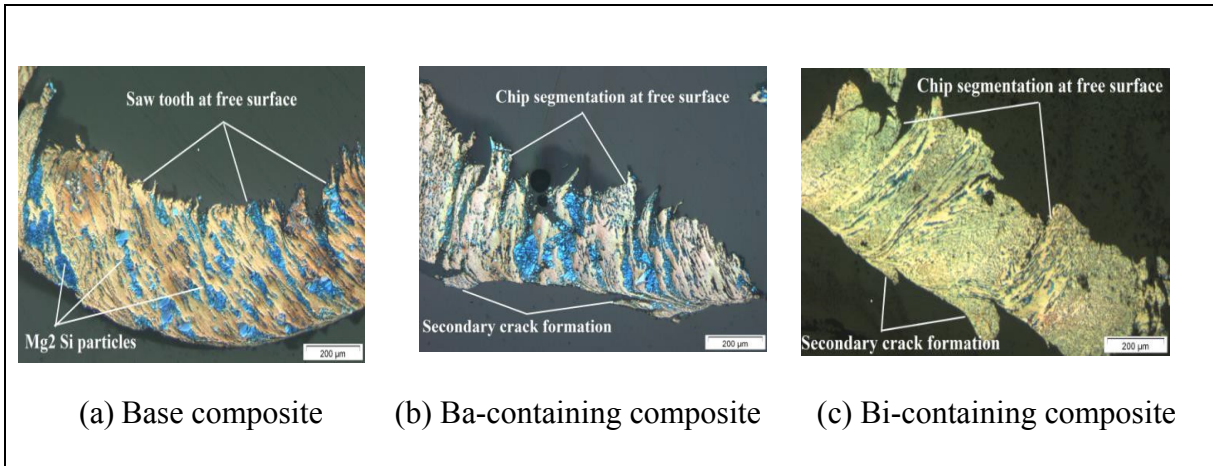 Saw tooth at free surface
Mg2 Si particles
200 µm
Chip segmentation at free surface
Secondary crack formation
200 µm
Chip segmentation at free surface
Secondary crack formation
200 µm
(a) Base composite
(b) Ba-containing composite
(c) Bi-containing composite